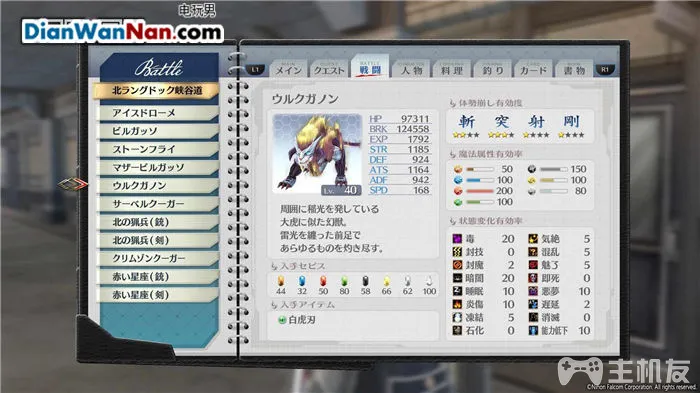 电玩男
DianWanNan.com
Battle
L1
メイン
クエスト
BATTLE
戦闘
人物
料理
釣り
カード
書物
R1
北ラングドック峡谷道
アイスドローメ
ビルガッソ
ストーンフライ
マザービルガッソ
ウルクガノン
サーベルクーガー
北の猟兵(銃)
北の猟兵(剣)
クリムゾンクーガー
赤い星座(銃)
赤い星座(剣)
ウルクガノン
HP 97311
BRK 124558
EXP 1792
STR 1185
DEF 924
ATS 1164
ADF 942
SPD 168
Lv. 40
周囲に稲光を発している
大虎に似た幻獣。
雷光を纏った前足で
あらゆるものを灼き尽す。
入手セピス
44 32 50 80 58 66 62 100
入手アイテム
白虎刃
体勢崩し有効度
斬 突 射 剛
魔法属性有効率
50 150
100 100
200 80
100
状態変化有効率
毒 20 気絶 5
封技 0 混乱 5
封魔 2 魅了 5
暗闇 20 即死 0
睡眠 10 悪夢 10
炎傷 10 遅延 2
凍結 5 消滅 0
石化 0 能力低下 10
主机友
©Nihon Falcom Corporation. All rights reserved.